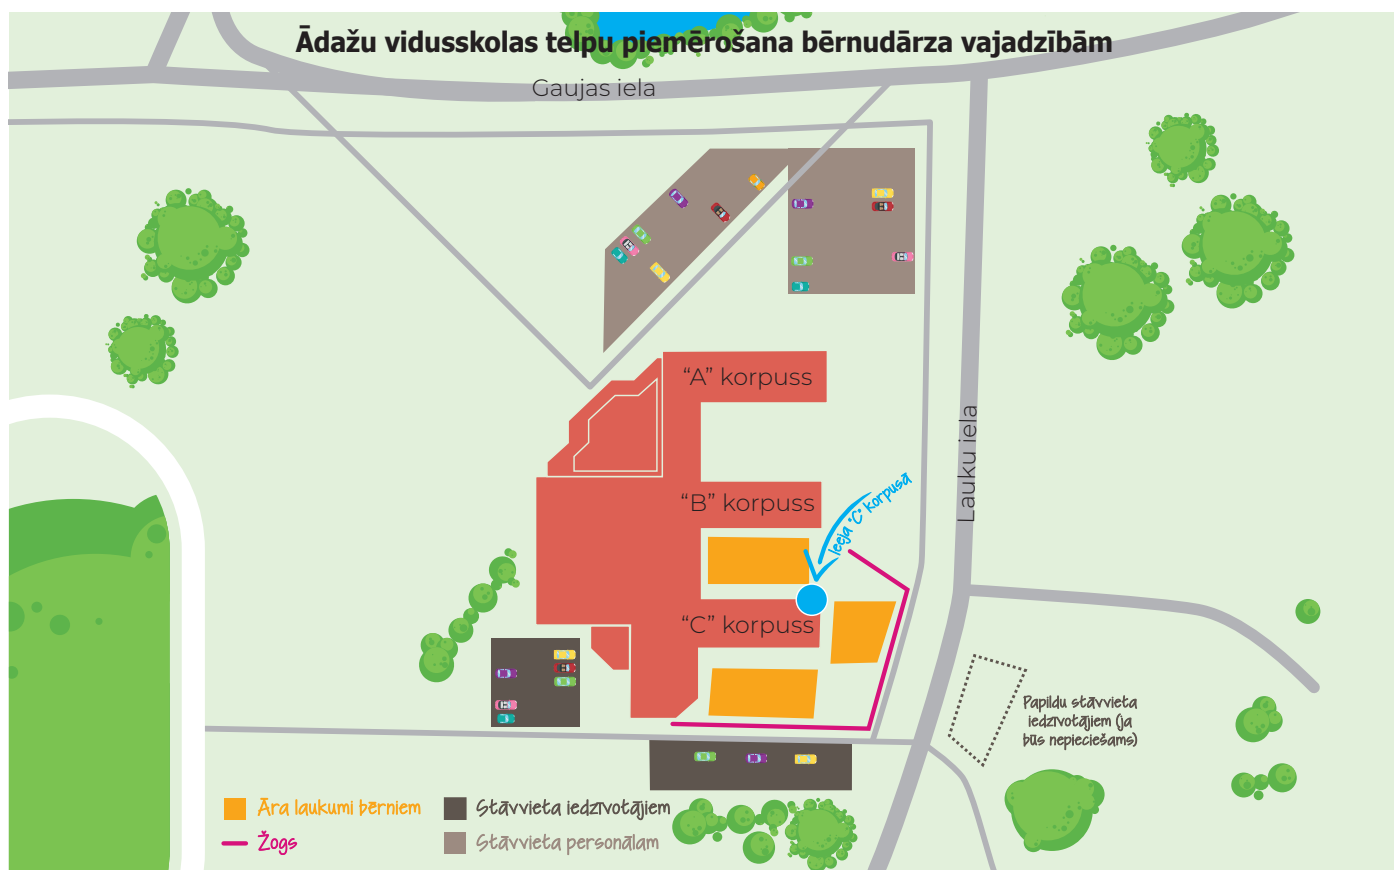 Ādažu vidusskolas telpu piemērošana bērnudārza vajadzībām
Gaujas iela
"A" korpuss
Lauku iela
"B" korpuss
Ieeja "C" korpusā
"C" korpuss
Papildu stāvvieta
iedzīvotājiem (ja
būs nepieciešams)
Āra laukumi bērniem
Stāvvieta iedzīvotājiem
Žogs
Stāvvieta personālam